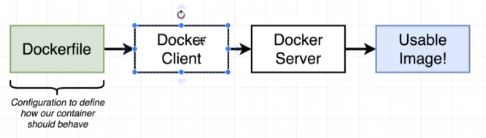 Dockerfile
Docker
Client
Docker
Server
Usable
Image!
Configuration to define
how our container
should behave